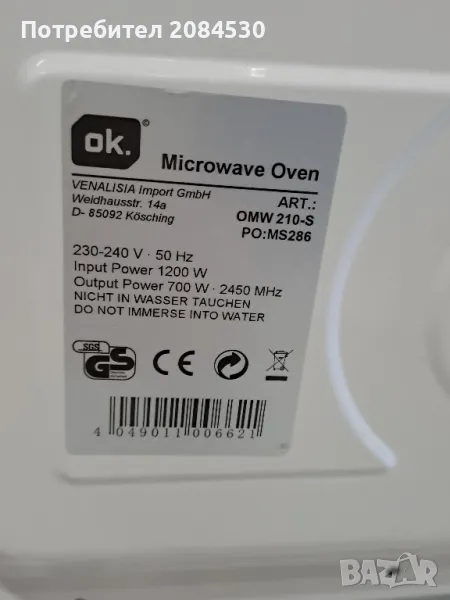 Потребител 2084530
ok.
©
Microwave Oven
VENALISIA Import GmbH
Weidhausstr. 14a
D- 85092 Kösching
ART.:
OMW 210-S
PO:MS286
230-240 V · 50 Hz
Input Power 1200 W
Output Power 700 W · 2450 MHz
NICHT IN WASSER TAUCHEN
DO NOT IMMERSE INTO WATER
SGS
GS
CE
4 049011 006621
BAZAR